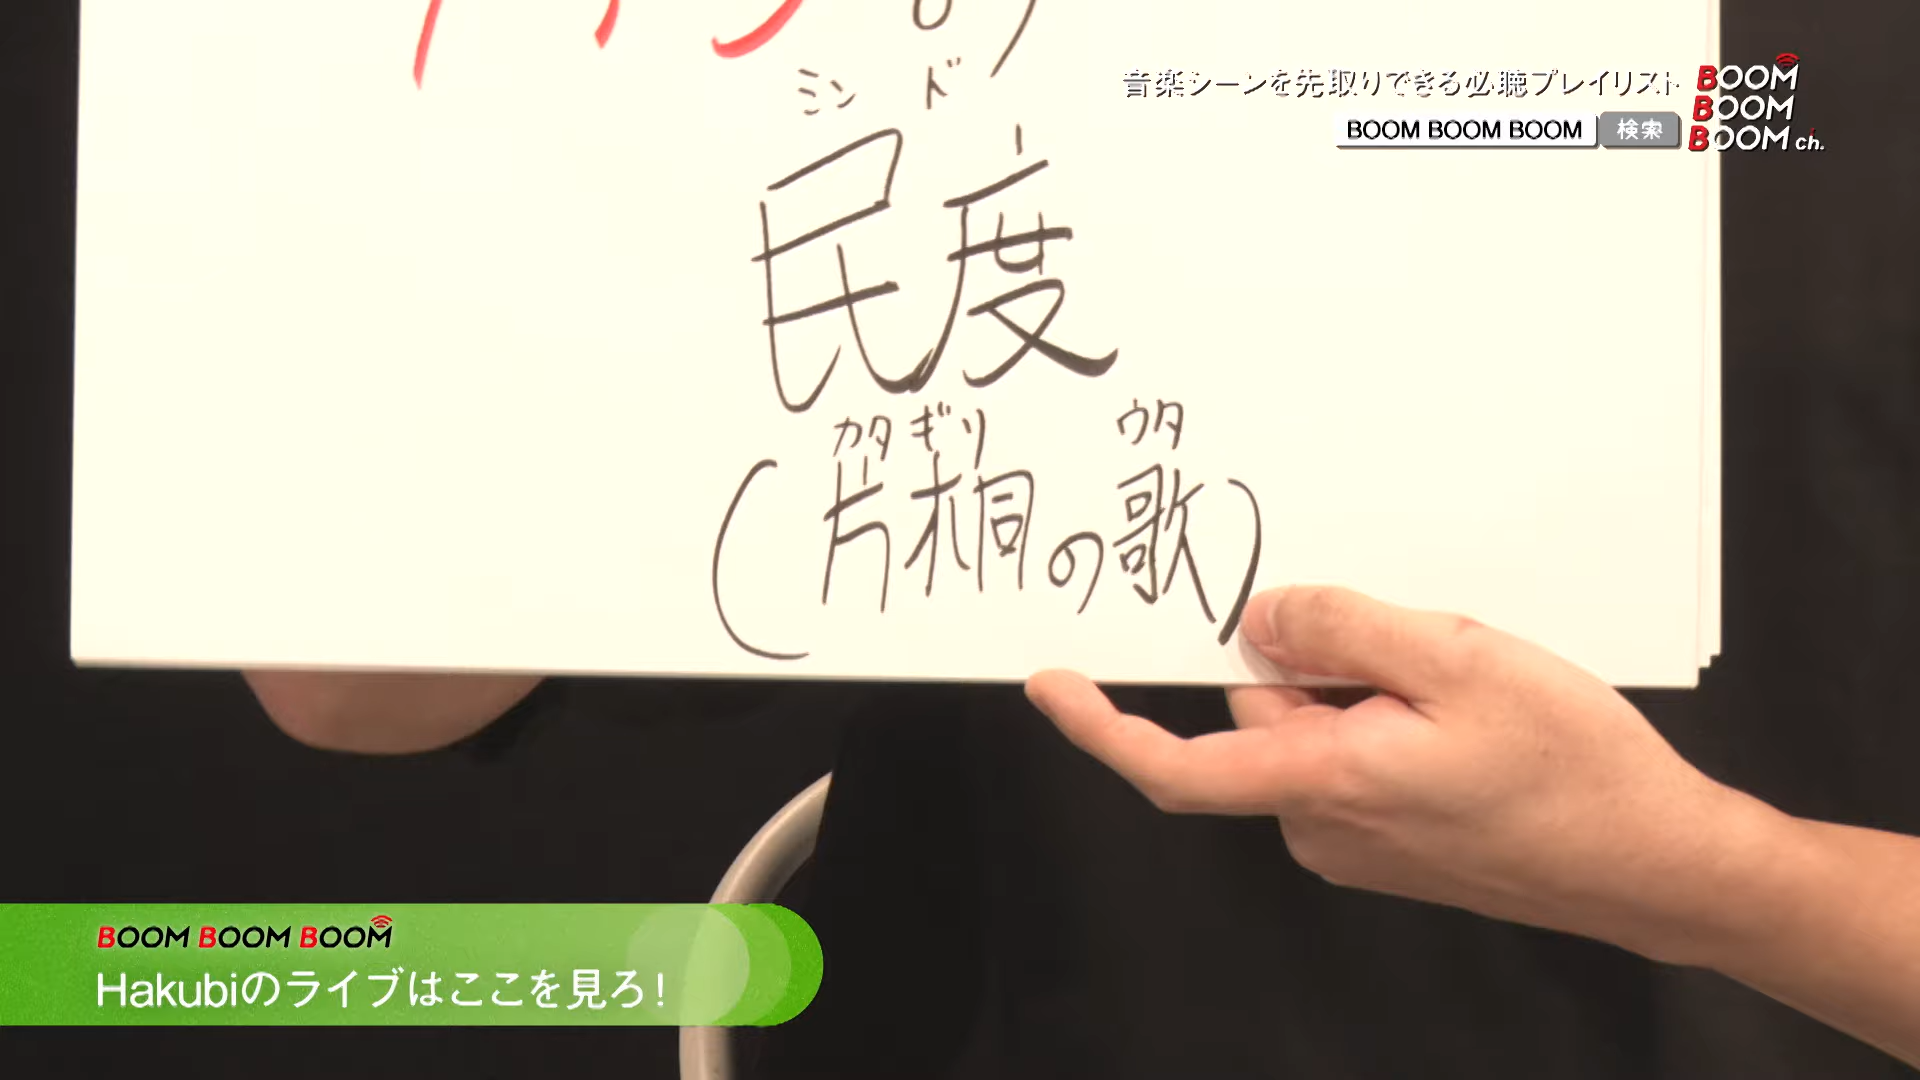 音楽シーンを先取りできる必聴プレイリスト
BOOM BOOM BOOM 検索
BOOM
BOOM
BOOM ch.
ミンド
民度
カタギリ ウタ
(片桐の歌)
BOOM BOOM BOOM
Hakubiのライブはここを見ろ!